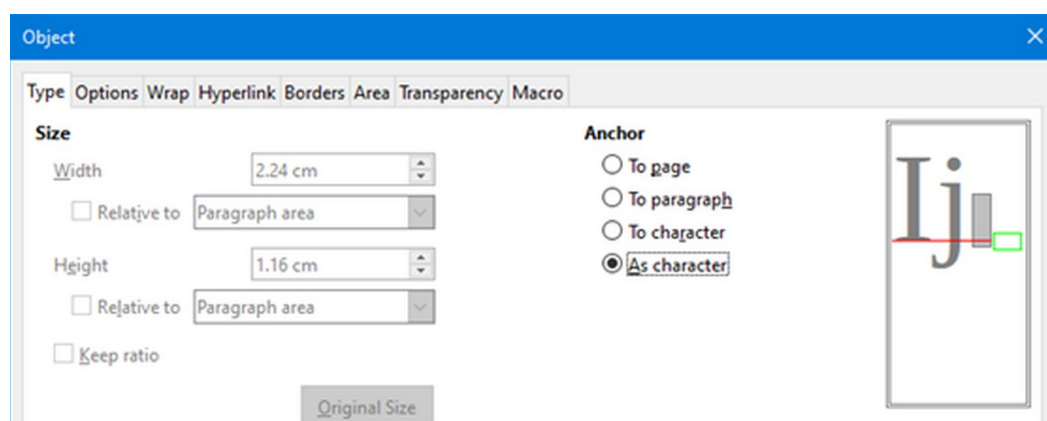 Object
Type Options Wrap Hyperlink Borders Area Transparency Macro
Size
Width 2.24 cm
Relative to Paragraph area
Height 1.16 cm
Relative to Paragraph area
Keep ratio
Original Size
Anchor
To page
To paragraph
To character
As character
Ij